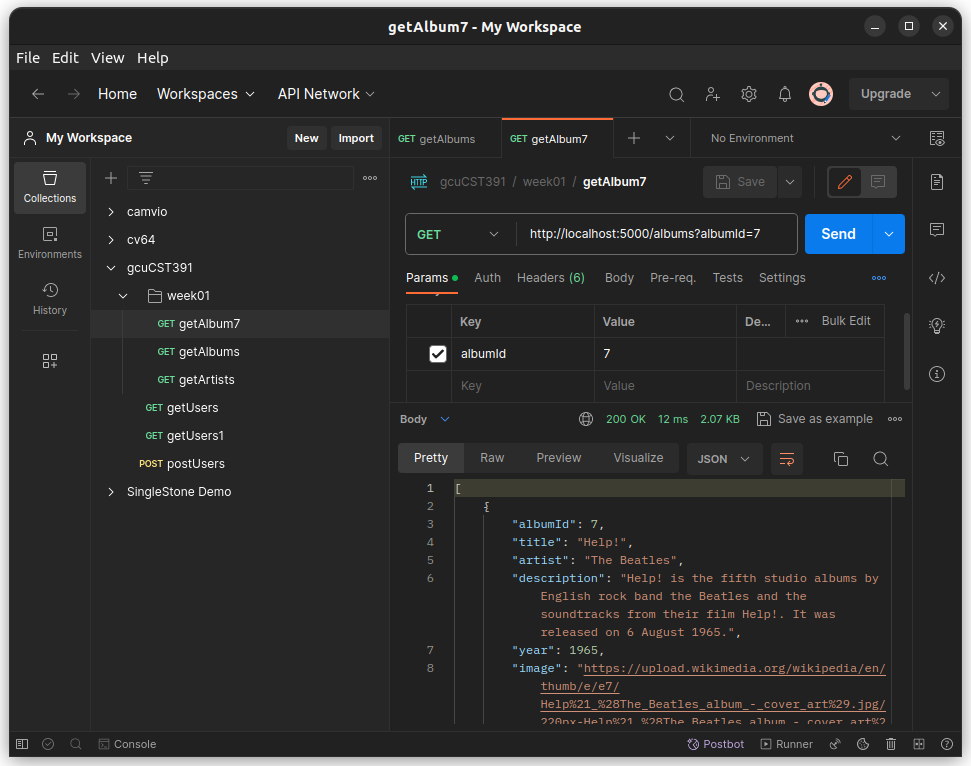 getAlbum7 - My Workspace
File Edit View Help
Home Workspaces API Network Upgrade
My Workspace New Import
GET getAlbums GET getAlbum7 No Environment
Collections
Environments
History
camvio
cv64
gcuCST391
week01
GET getAlbum7
GET getAlbums
GET getArtists
GET getUsers
GET getUsers1
POST postUsers
SingleStone Demo
HTTP gcuCST391 / week01 / getAlbum7 Save
GET http://localhost:5000/albums?albumId=7 Send
Params Auth Headers (6) Body Pre-req. Tests Settings
Key Value De... Bulk Edit
albumId 7
Key Value Description
Body 200 OK 12 ms 2.07 KB Save as example
Pretty Raw Preview Visualize JSON
1 [
2 {
3 "albumId": 7,
4 "title": "Help!",
5 "artist": "The Beatles",
6 "description": "Help! is the fifth studio albums by
English rock band the Beatles and the
soundtracks from their film Help!. It was
released on 6 August 1965.",
7 "year": 1965,
8 "image": "https://upload.wikimedia.org/wikipedia/en/
thumb/e/e7/
Help%21_%28The_Beatles_album_-_cover_art%29.jpg/
220px-Help%21_%28The_Beatles_album_-_cover_art%2
Console Postbot Runner